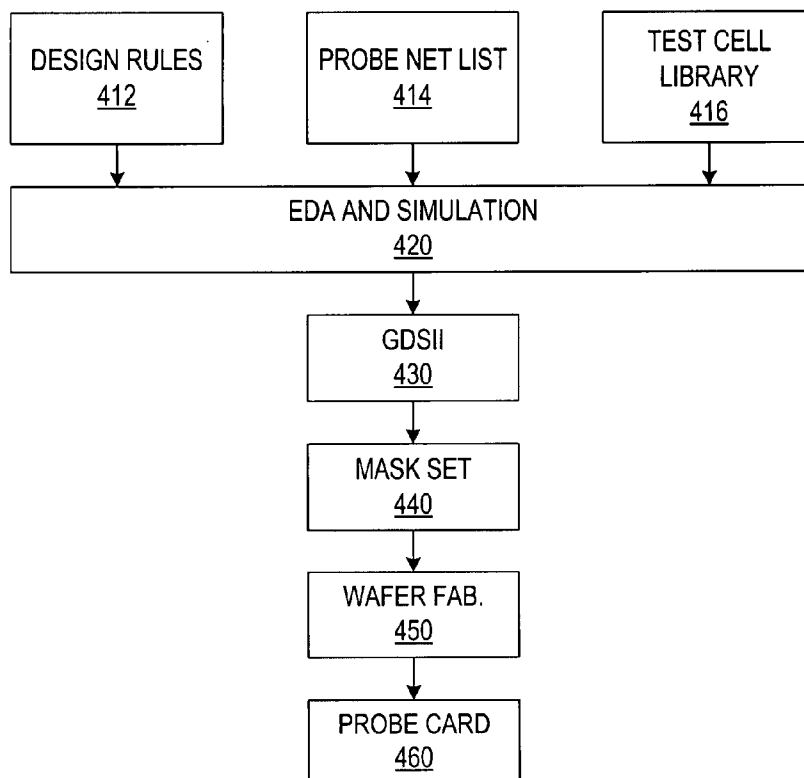 DESIGN RULES
412
PROBE NET LIST
414
TEST CELL
LIBRARY
416
EDA AND SIMULATION
420
GDSII
430
MASK SET
440
WAFER FAB.
450
PROBE CARD
460